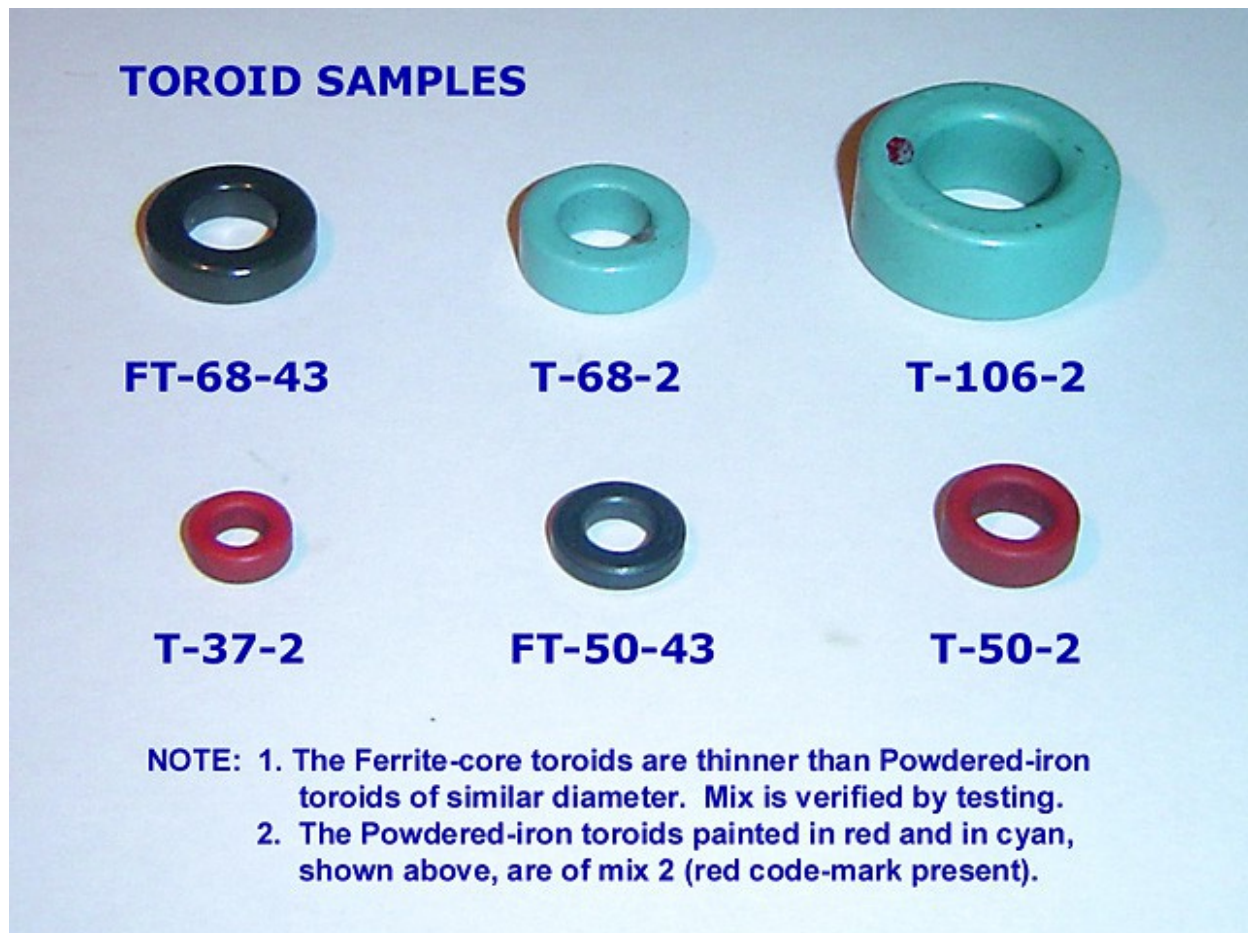 TOROID SAMPLES
FT-68-43
T-68-2
T-106-2
T-37-2
FT-50-43
T-50-2
NOTE: 1. The Ferrite-core toroids are thinner than Powdered-iron
toroids of similar diameter. Mix is verified by testing.
2. The Powdered-iron toroids painted in red and in cyan,
shown above, are of mix 2 (red code-mark present).